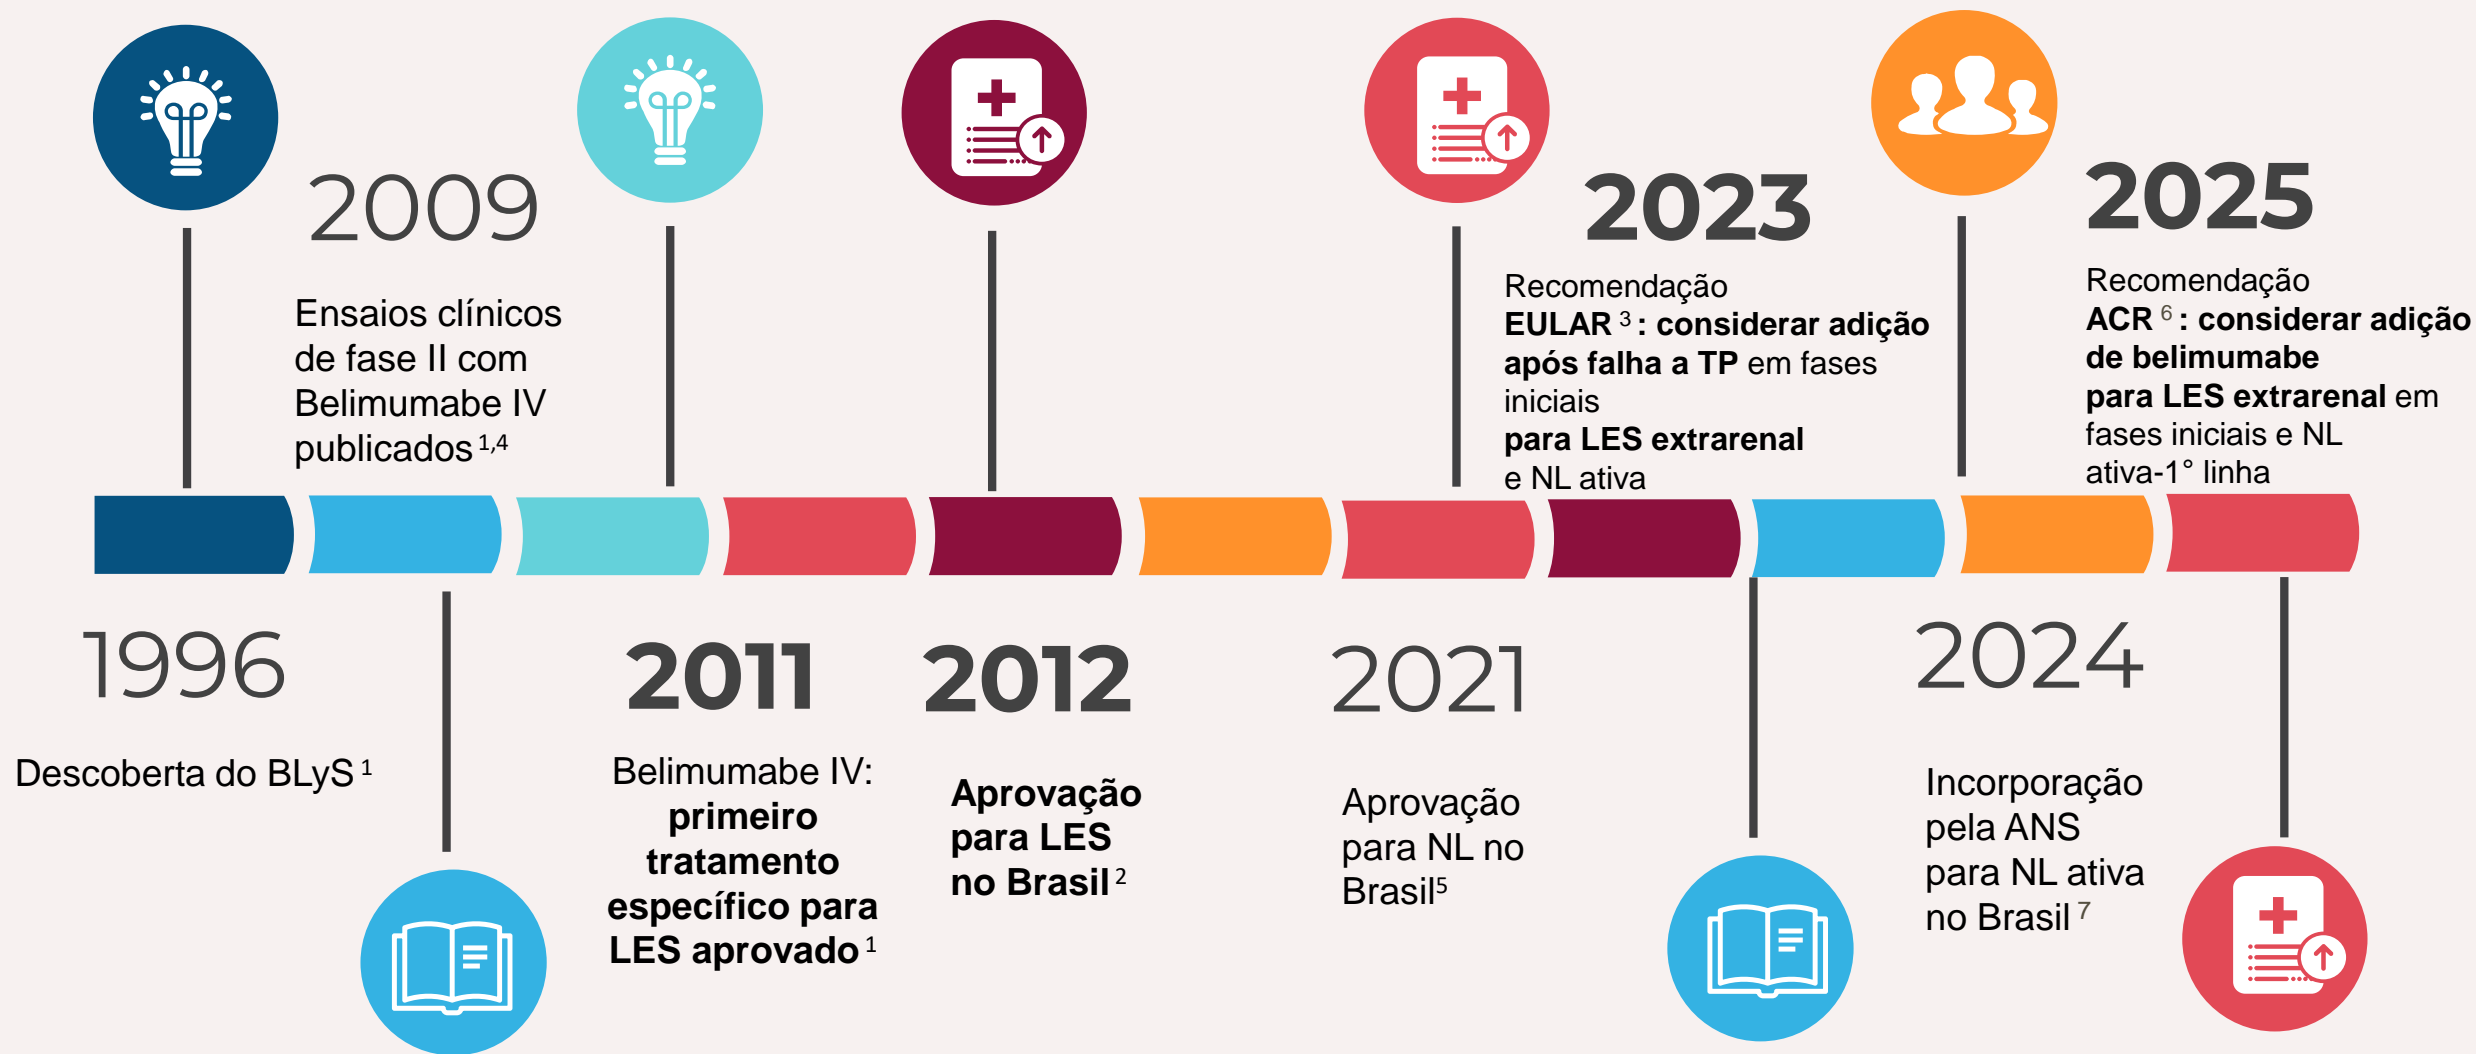 1996
Descoberta do BLyS 1
2009
Ensaios clínicos
de fase II com
Belimumabe IV
publicados 1,4
2011
Belimumabe IV:
primeiro
tratamento
específico para
LES aprovado 1
2012
Aprovação
para LES
no Brasil 2
2021
Aprovação
para NL no
Brasil5
2023
Recomendação
EULAR 3 : considerar adição
após falha a TP em fases
iniciais
para LES extrarenal
e NL ativa
2024
Incorporação
pela ANS
para NL ativa
no Brasil 7
2025
Recomendação
ACR 6 : considerar adição
de belimumabe
para LES extrarenal em
fases iniciais e NL
ativa-1° linha